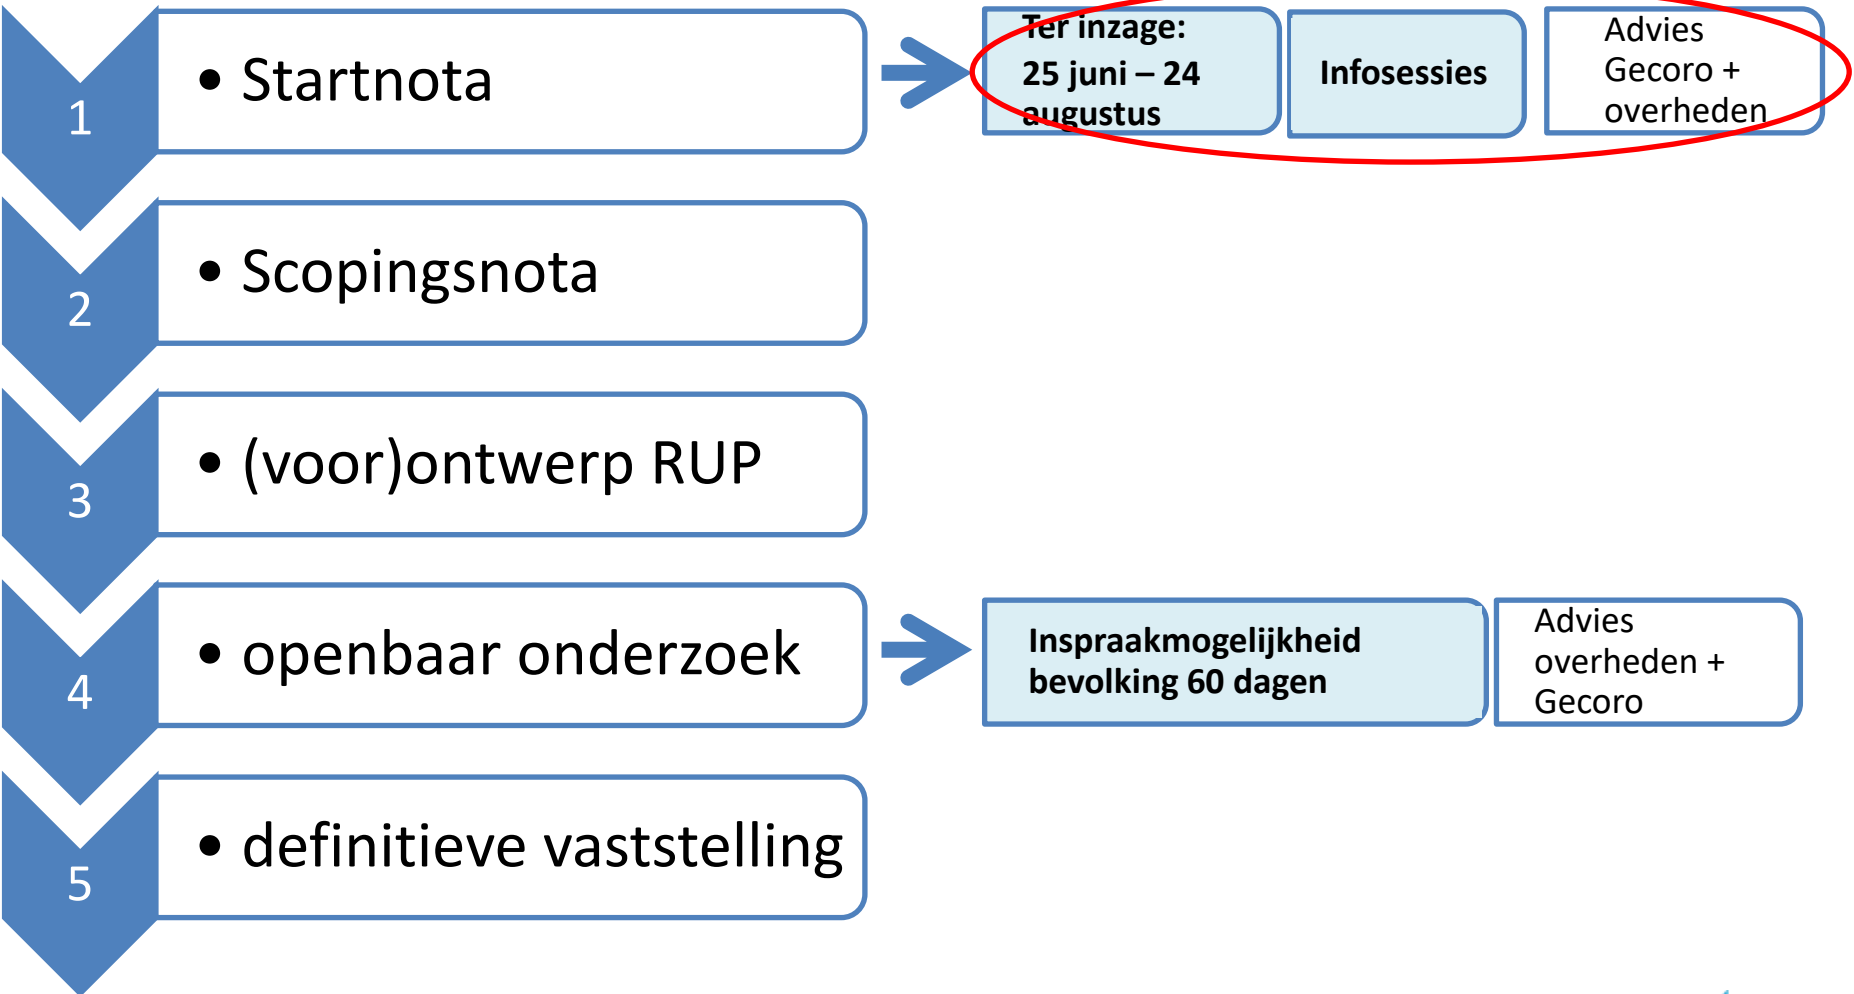 1
• Startnota
Ter inzage:
25 juni – 24
augustus
Infosessies
Advies
Gecoro +
overheden
2
• Scopingsnota
3
• (voor)ontwerp RUP
4
• openbaar onderzoek
Inspraakmogelijkheid
bevolking 60 dagen
Advies
overheden +
Gecoro
5
• definitieve vaststelling